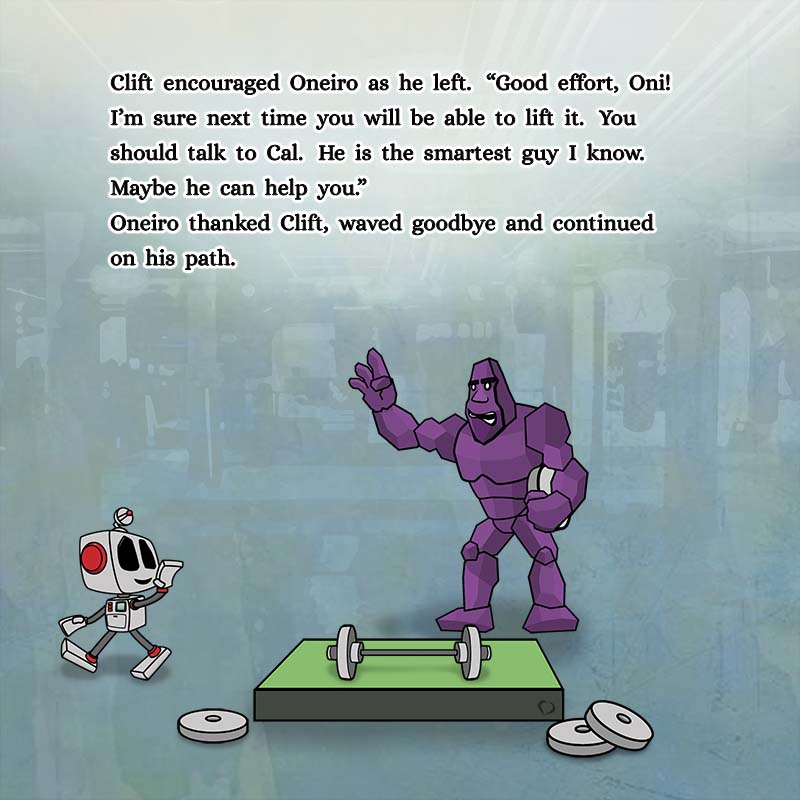 Clift encouraged Oneiro as he left. “Good effort, Oni!
I’m sure next time you will be able to lift it. You
should talk to Cal. He is the smartest guy I know.
Maybe he can help you.”
Oneiro thanked Clift, waved goodbye and continued
on his path.